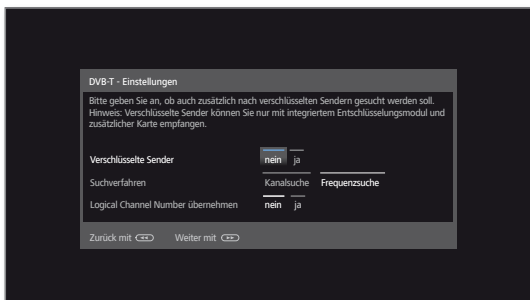 DVB-T - Einstellungen
Bitte geben Sie an, ob auch zusätzlich nach verschlüsselten Sendern gesucht werden soll.
Hinweis: Verschlüsselte Sender können Sie nur mit integriertem Entschlüsselungsmodul und
zusätzlicher Karte empfangen.
Verschlüsselte Sender nein ja
Suchverfahren Kanalsuche Frequenzsuche
Logical Channel Number übernehmen nein ja
Zurück mit Weiter mit